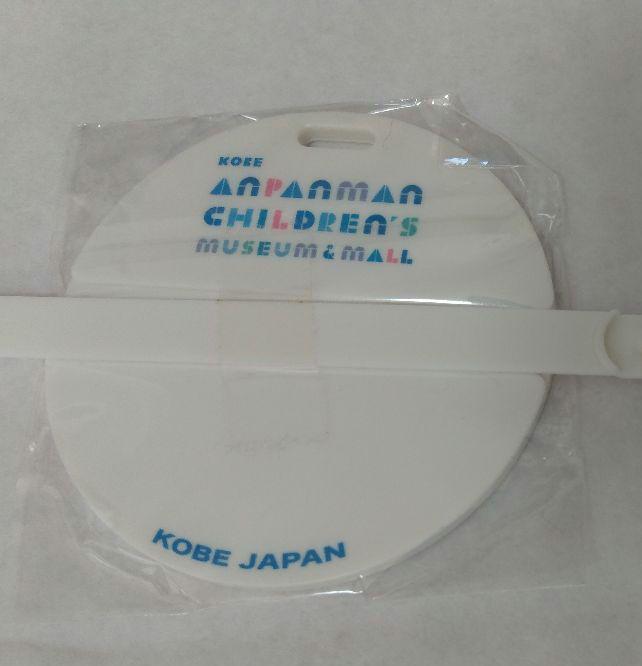 KOBE
ANPANMAN
CHILDREN'S
MUSEUM & MALL
KOBE JAPAN